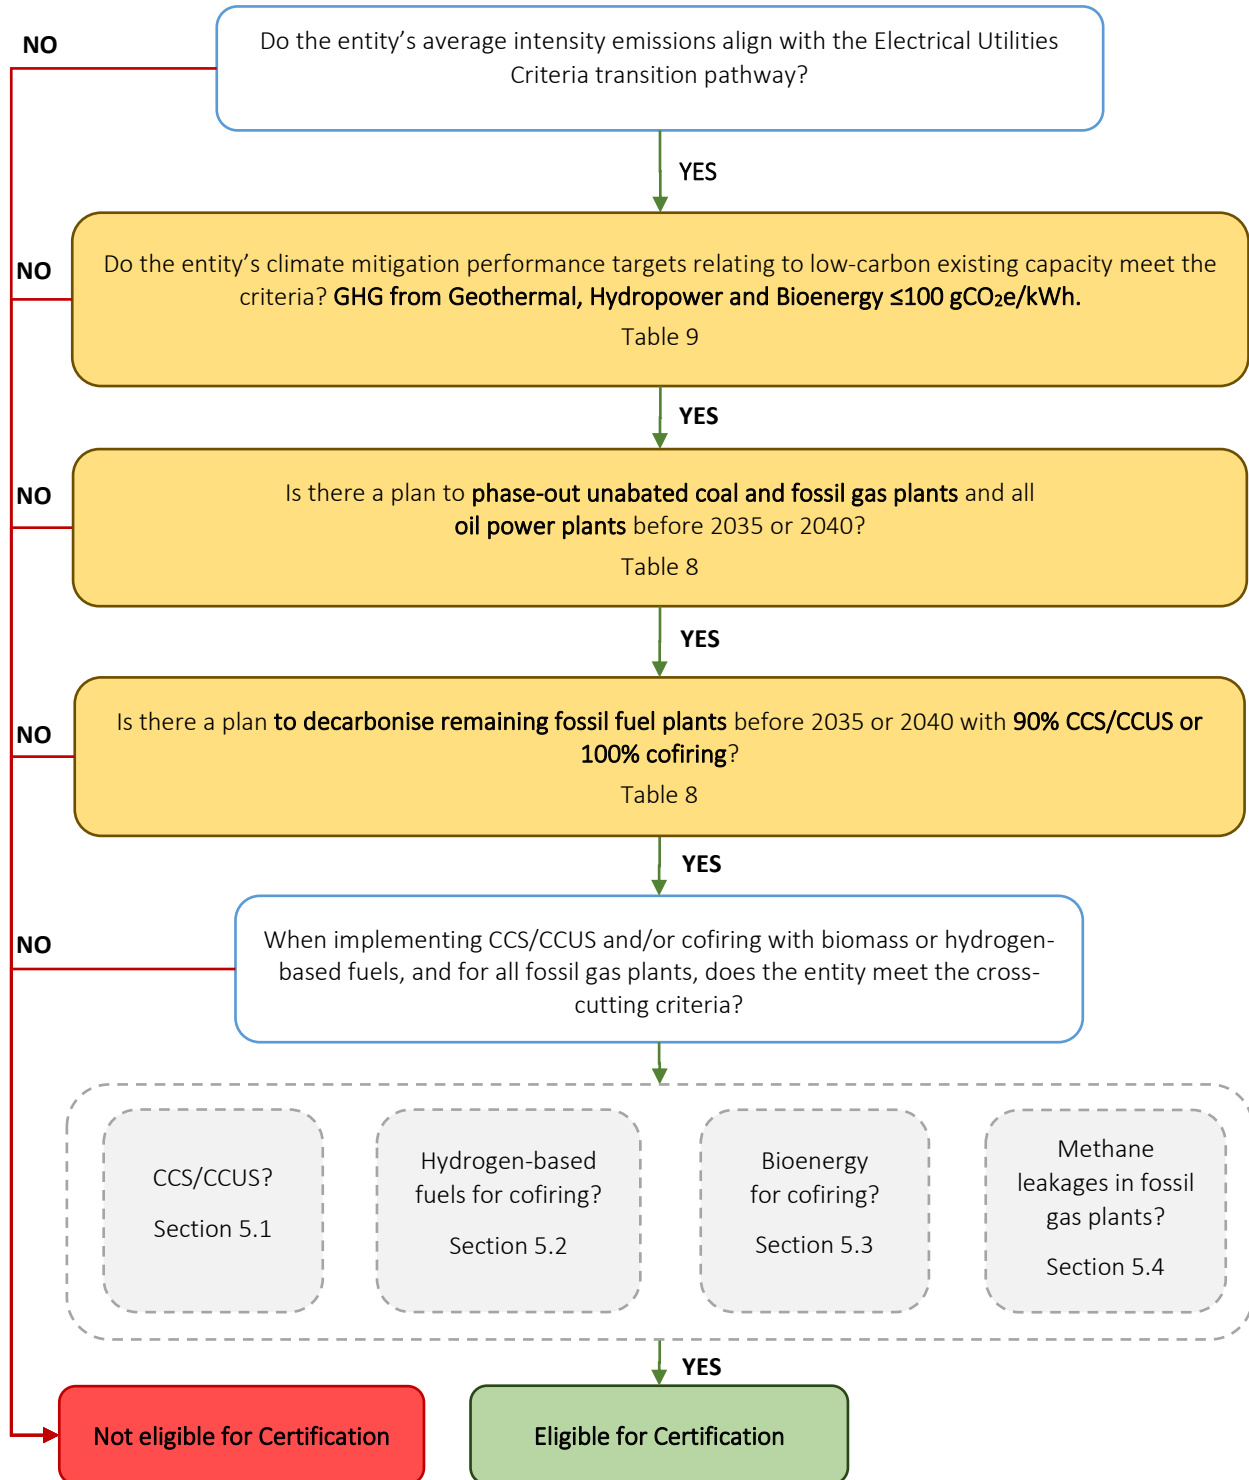 NO
Do the entity’s average intensity emissions align with the Electrical Utilities
Criteria transition pathway?
YES
NO
Do the entity’s climate mitigation performance targets relating to low-carbon existing capacity meet the
criteria? GHG from Geothermal, Hydropower and Bioenergy ≤100 gCO₂e/kWh.
Table 9
YES
NO
Is there a plan to phase-out unabated coal and fossil gas plants and all
oil power plants before 2035 or 2040?
Table 8
YES
NO
Is there a plan to decarbonise remaining fossil fuel plants before 2035 or 2040 with 90% CCS/CCUS or
100% cofiring?
Table 8
YES
NO
When implementing CCS/CCUS and/or cofiring with biomass or hydrogen-
based fuels, and for all fossil gas plants, does the entity meet the cross-
cutting criteria?
CCS/CCUS?
Section 5.1
Hydrogen-based
fuels for cofiring?
Section 5.2
Bioenergy
for cofiring?
Section 5.3
Methane
leakages in fossil
gas plants?
Section 5.4
YES
Not eligible for Certification
Eligible for Certification